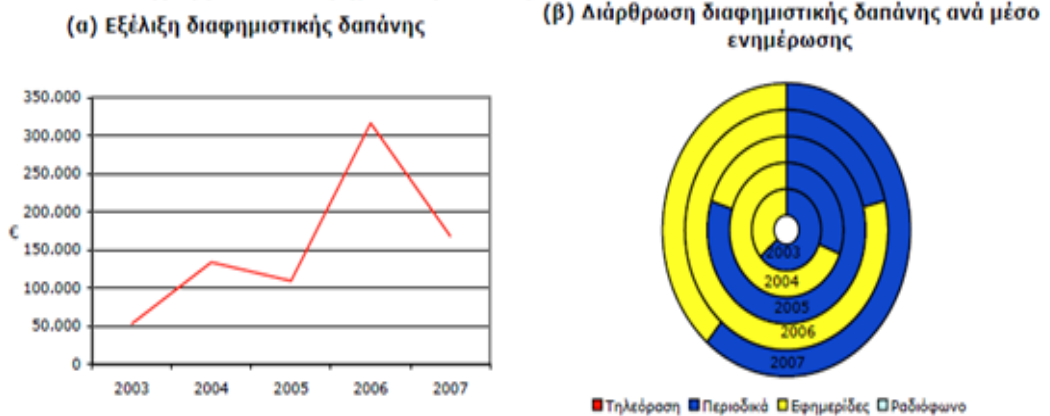 (α) Εξέλιξη διαφημιστικής δαπάνης
350.000
300.000
250.000
200.000
150.000
100.000
50.000
0
€
2003 2004 2005 2006 2007
(β) Διάρθρωση διαφημιστικής δαπάνης ανά μέσο
ενημέρωσης
2003
2004
2005
2006
2007
Τηλεόραση Περιοδικά Εφημερίδες Ραδιόφωνο